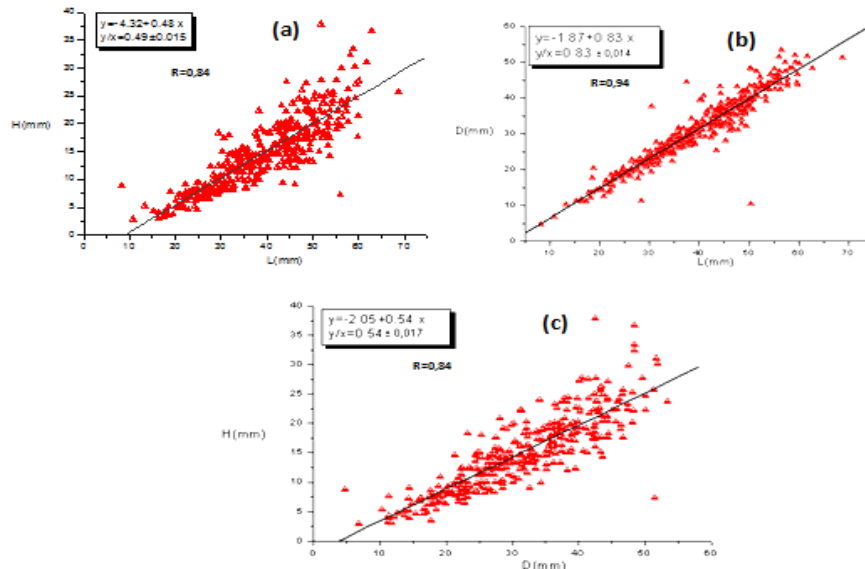 y=-4.32+0.48 x
y/x=0.49±0.015
(a)
R=0,84
H(mm)
40
35
30
25
20
15
10
5
0
0 10 20 30 40 50 60 70
L(mm)
y=-1.87+0.83 x
y/x=0.83 ± 0,014
(b)
R=0,94
D(mm)
60
50
40
30
20
10
0
10 20 30 40 50 60 70
L(mm)
y=-2.05+0.54 x
y/x=0.54 ± 0,017
(c)
R=0,84
H(mm)
40
35
30
25
20
15
10
5
0
0 10 20 30 40 50 60
D(mm)